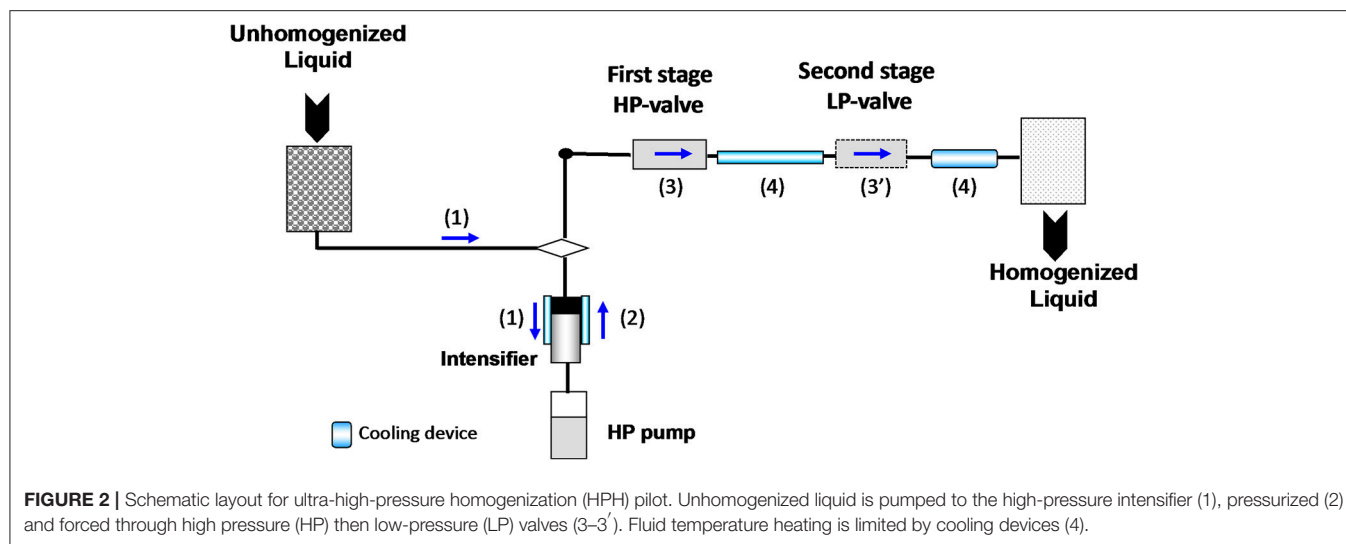 Unhomogenized
Liquid
First stage
HP-valve
Second stage
LP-valve
(1)
(3)
(4)
(3′)
(4)
Homogenized
Liquid
(1)
(2)
Intensifier
Cooling device
HP pump
FIGURE 2 | Schematic layout for ultra-high-pressure homogenization (HPH) pilot. Unhomogenized liquid is pumped to the high-pressure intensifier (1), pressurized (2)
and forced through high pressure (HP) then low-pressure (LP) valves (3–3′). Fluid temperature heating is limited by cooling devices (4).